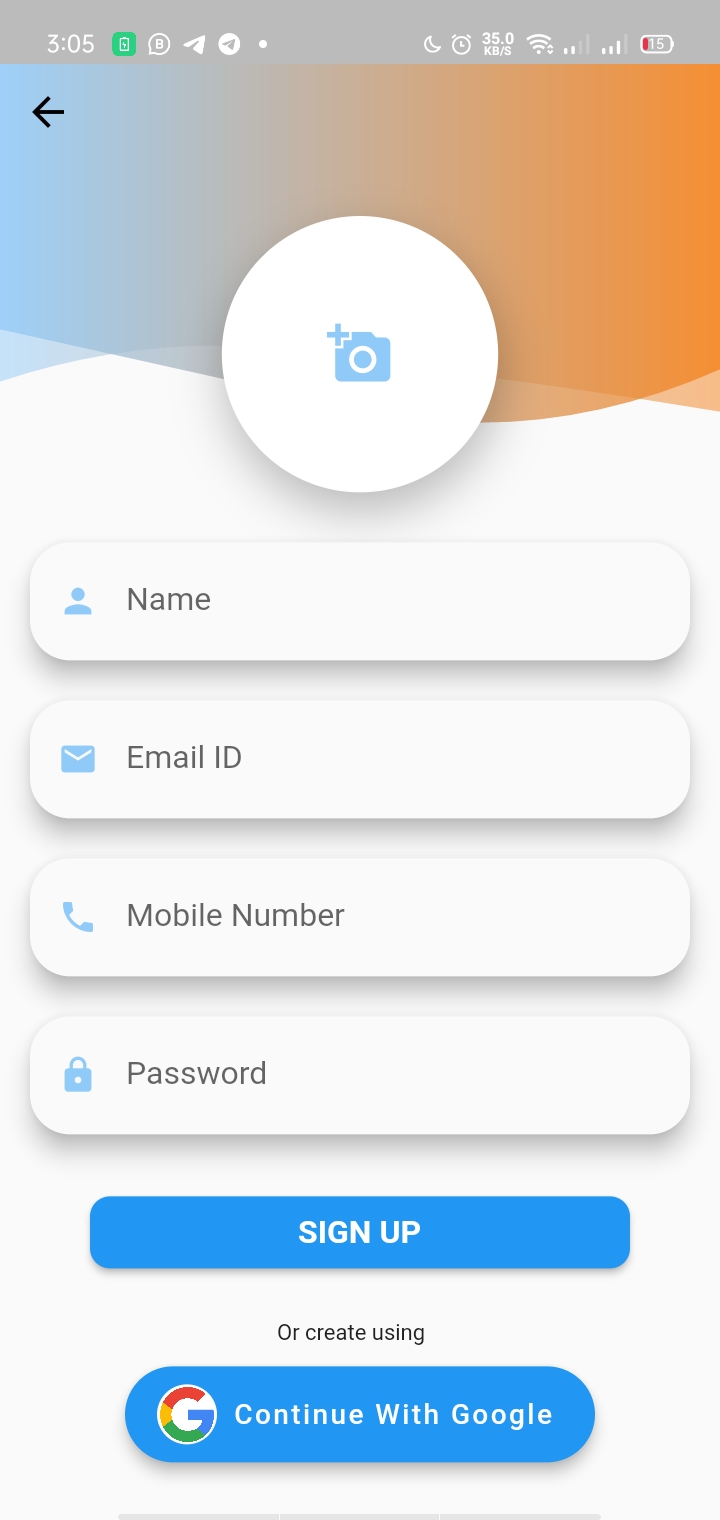 3:05 B 35.0 KB/S 15
Name
Email ID
Mobile Number
Password
SIGN UP
Or create using
G Continue With Google